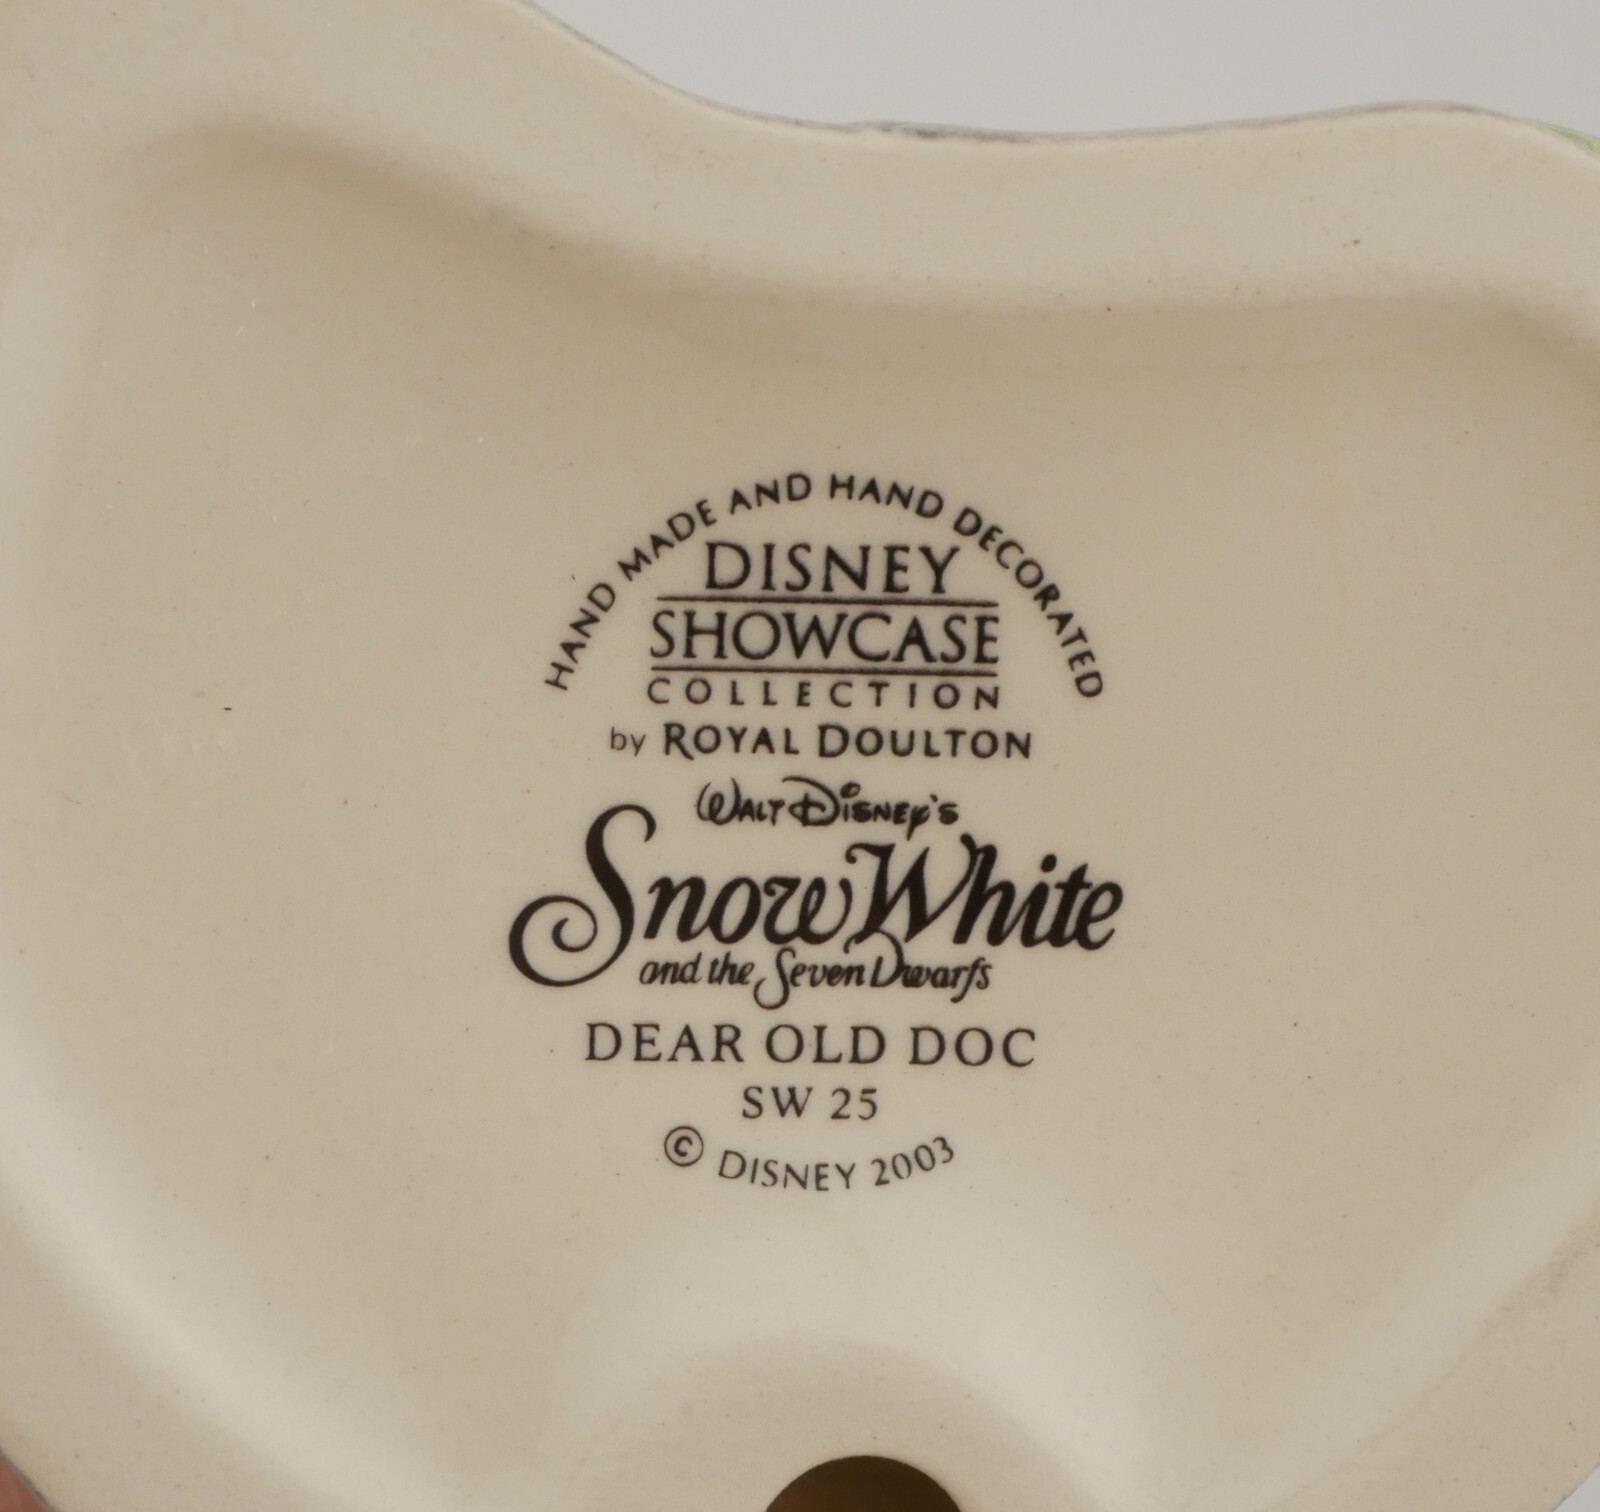 HAND MADE AND HAND DECORATED
DISNEY
SHOWCASE
COLLECTION
by ROYAL DOULTON
WALT DISNEY'S
Snow White
and the Seven Dwarfs
DEAR OLD DOC
SW 25
© DISNEY 2003